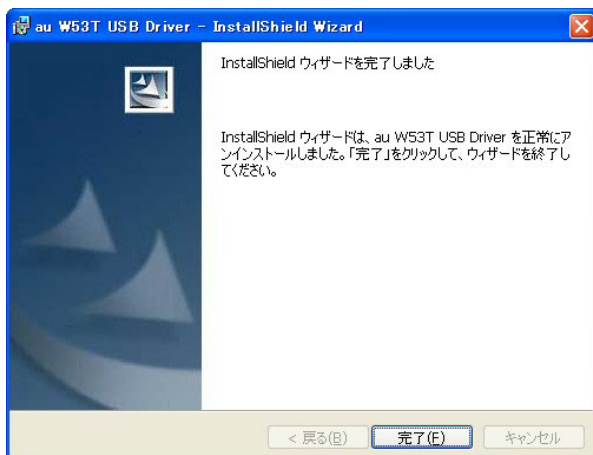 au W53T USB Driver - InstallShield Wizard
InstallShield ウィザードを完了しました
InstallShield ウィザードは、au W53T USB Driver を正常にア
ンインストールしました。「完了」をクリックして、ウィザードを終了し
てください。
< 戻る(B)
完了(F)
キャンセル